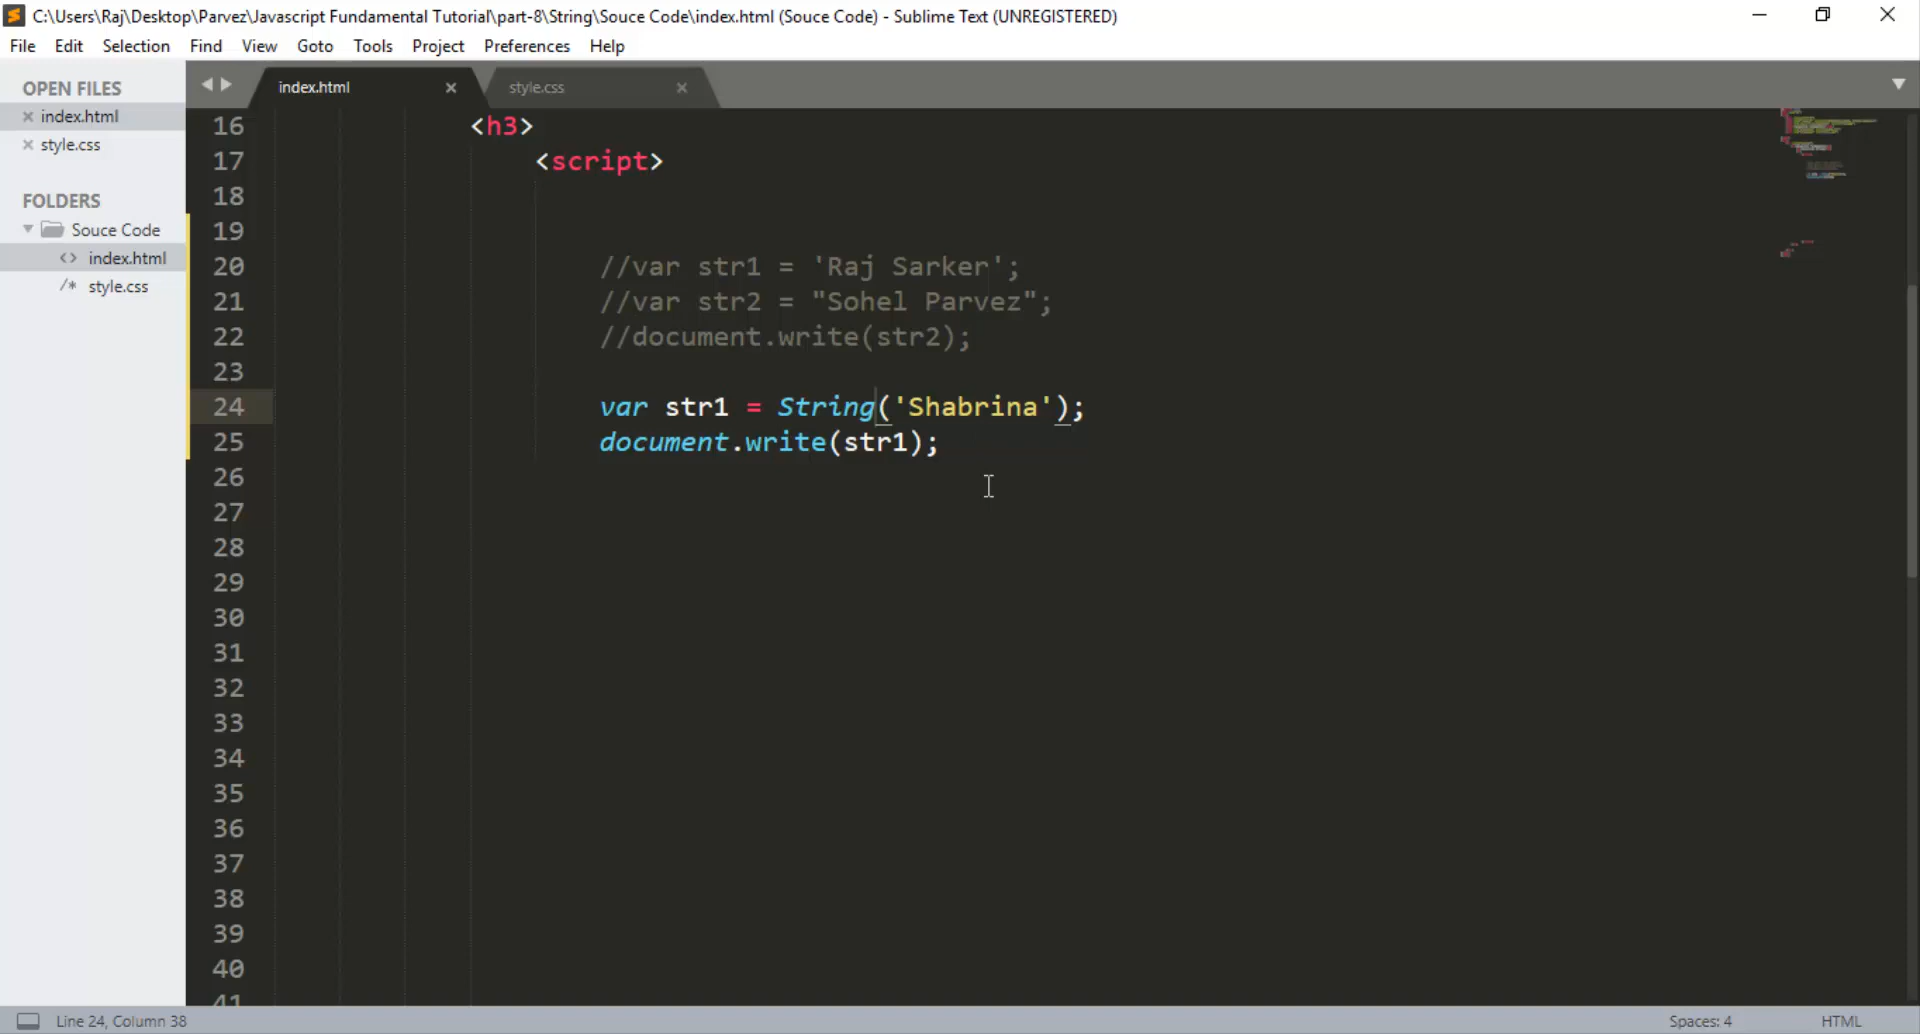 C:\Users\Raj\Desktop\Parvez\Javascript Fundamental Tutorial\part-8\String\Souce Code\index.html (Souce Code) - Sublime Text (UNREGISTERED)
File Edit Selection Find View Goto Tools Project Preferences Help
OPEN FILES
index.html
style.css
FOLDERS
Souce Code
<> index.html
/* style.css
index.html style.css
16 <h3>
17 <script>
18
19
20 //var str1 = 'Raj Sarker';
21 //var str2 = "Sohel Parvez";
22 //document.write(str2);
23
24 var str1 = String('Shabrina');
25 document.write(str1);
26
27
28
29
30
31
32
33
34
35
36
37
38
39
40
41
Line 24, Column 38 Spaces: 4 HTML